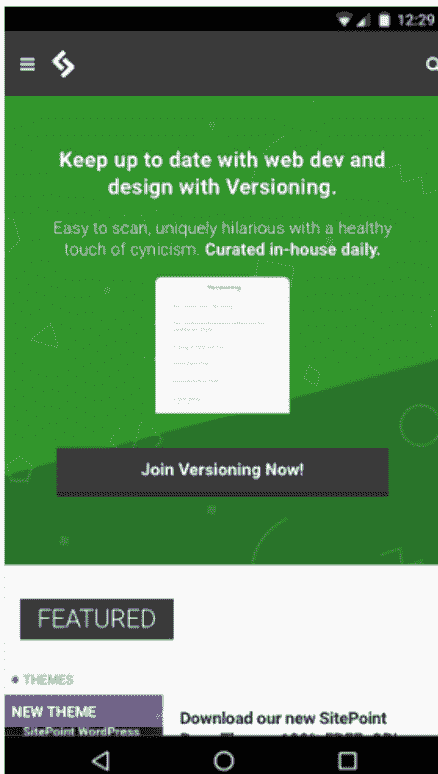 12:29
Keep up to date with web dev and
design with Versioning.
Easy to scan, uniquely hilarious with a healthy
touch of cynicism. Curated in-house daily.
Versioning
Join Versioning Now!
FEATURED
THEMES
NEW THEME
SitePoint WordPress
Download our new SitePoint